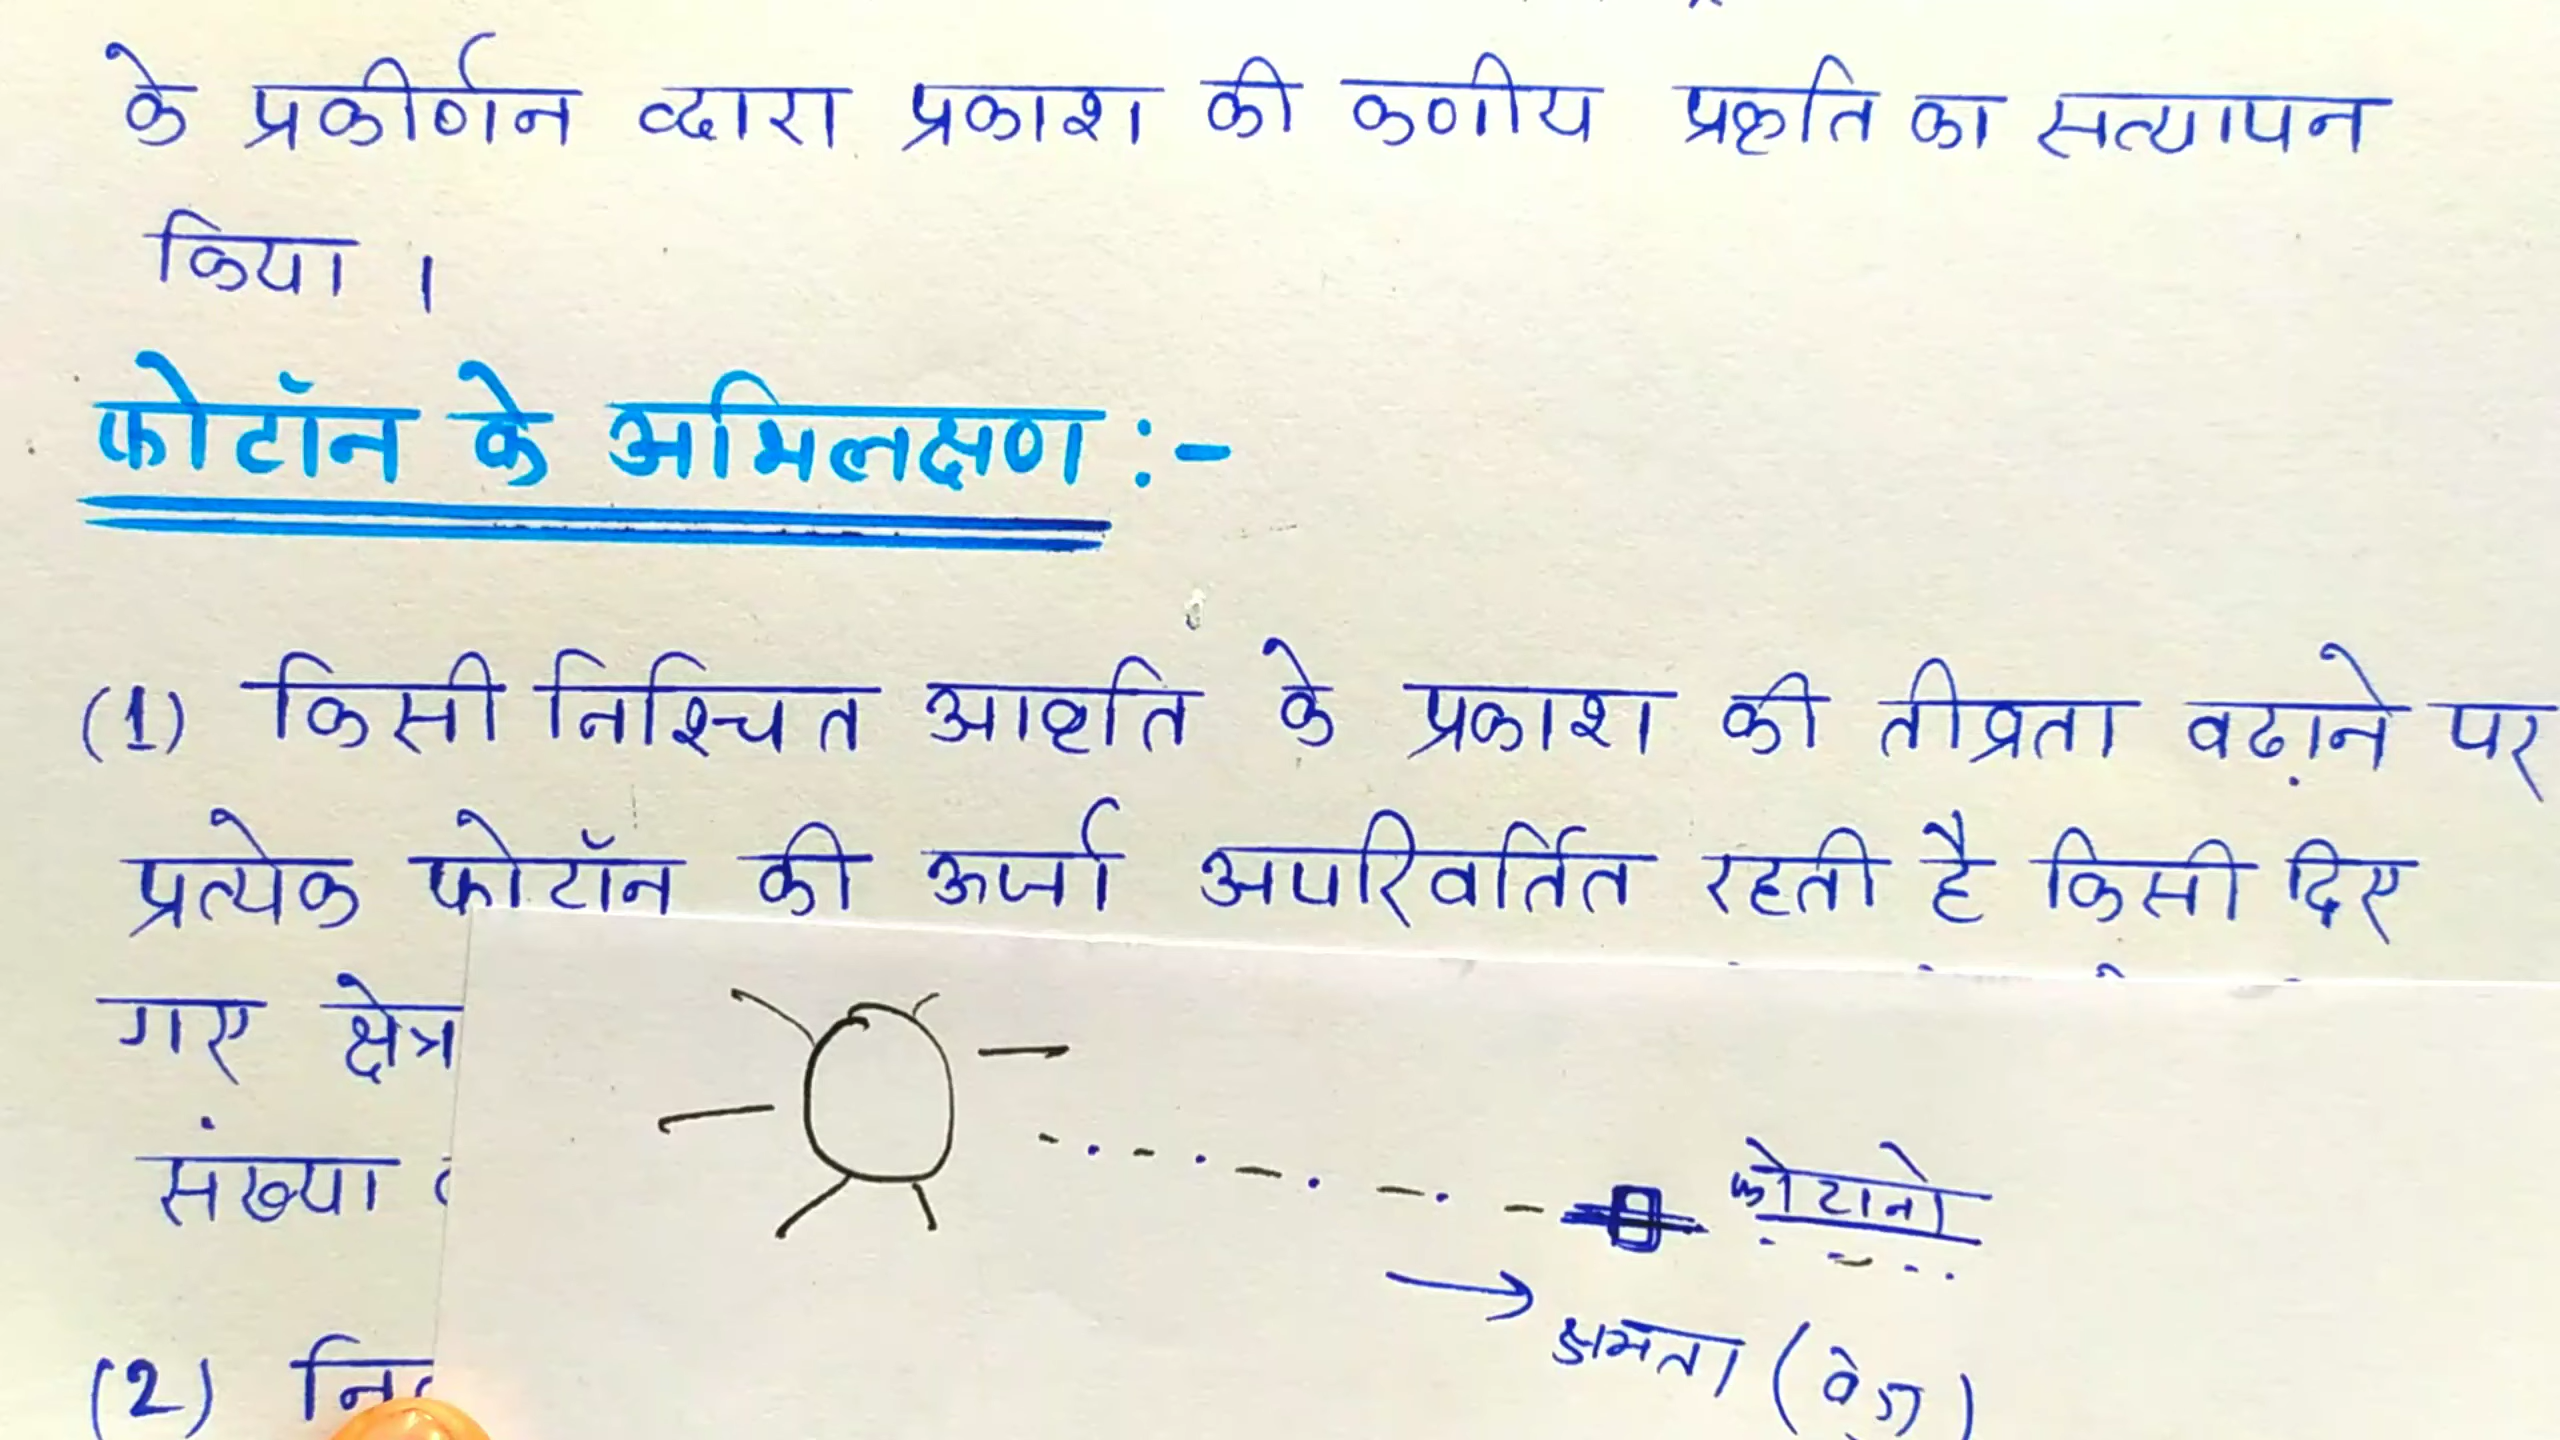 के प्रकीर्णन द्वारा प्रकाश की कणीय प्रकृति का सत्यापन
किया ।
फोटॉन के अभिलक्षण :-
(1) किसी निश्चित आवृति के प्रकाश की तीव्रता बढ़ाने पर
प्रत्येक फोटॉन की ऊर्जा अपरिवर्तित रहती है किसी दिए
गए क्षेत्र
संख्या
फोटानो
क्षमता (वेग)
(2)